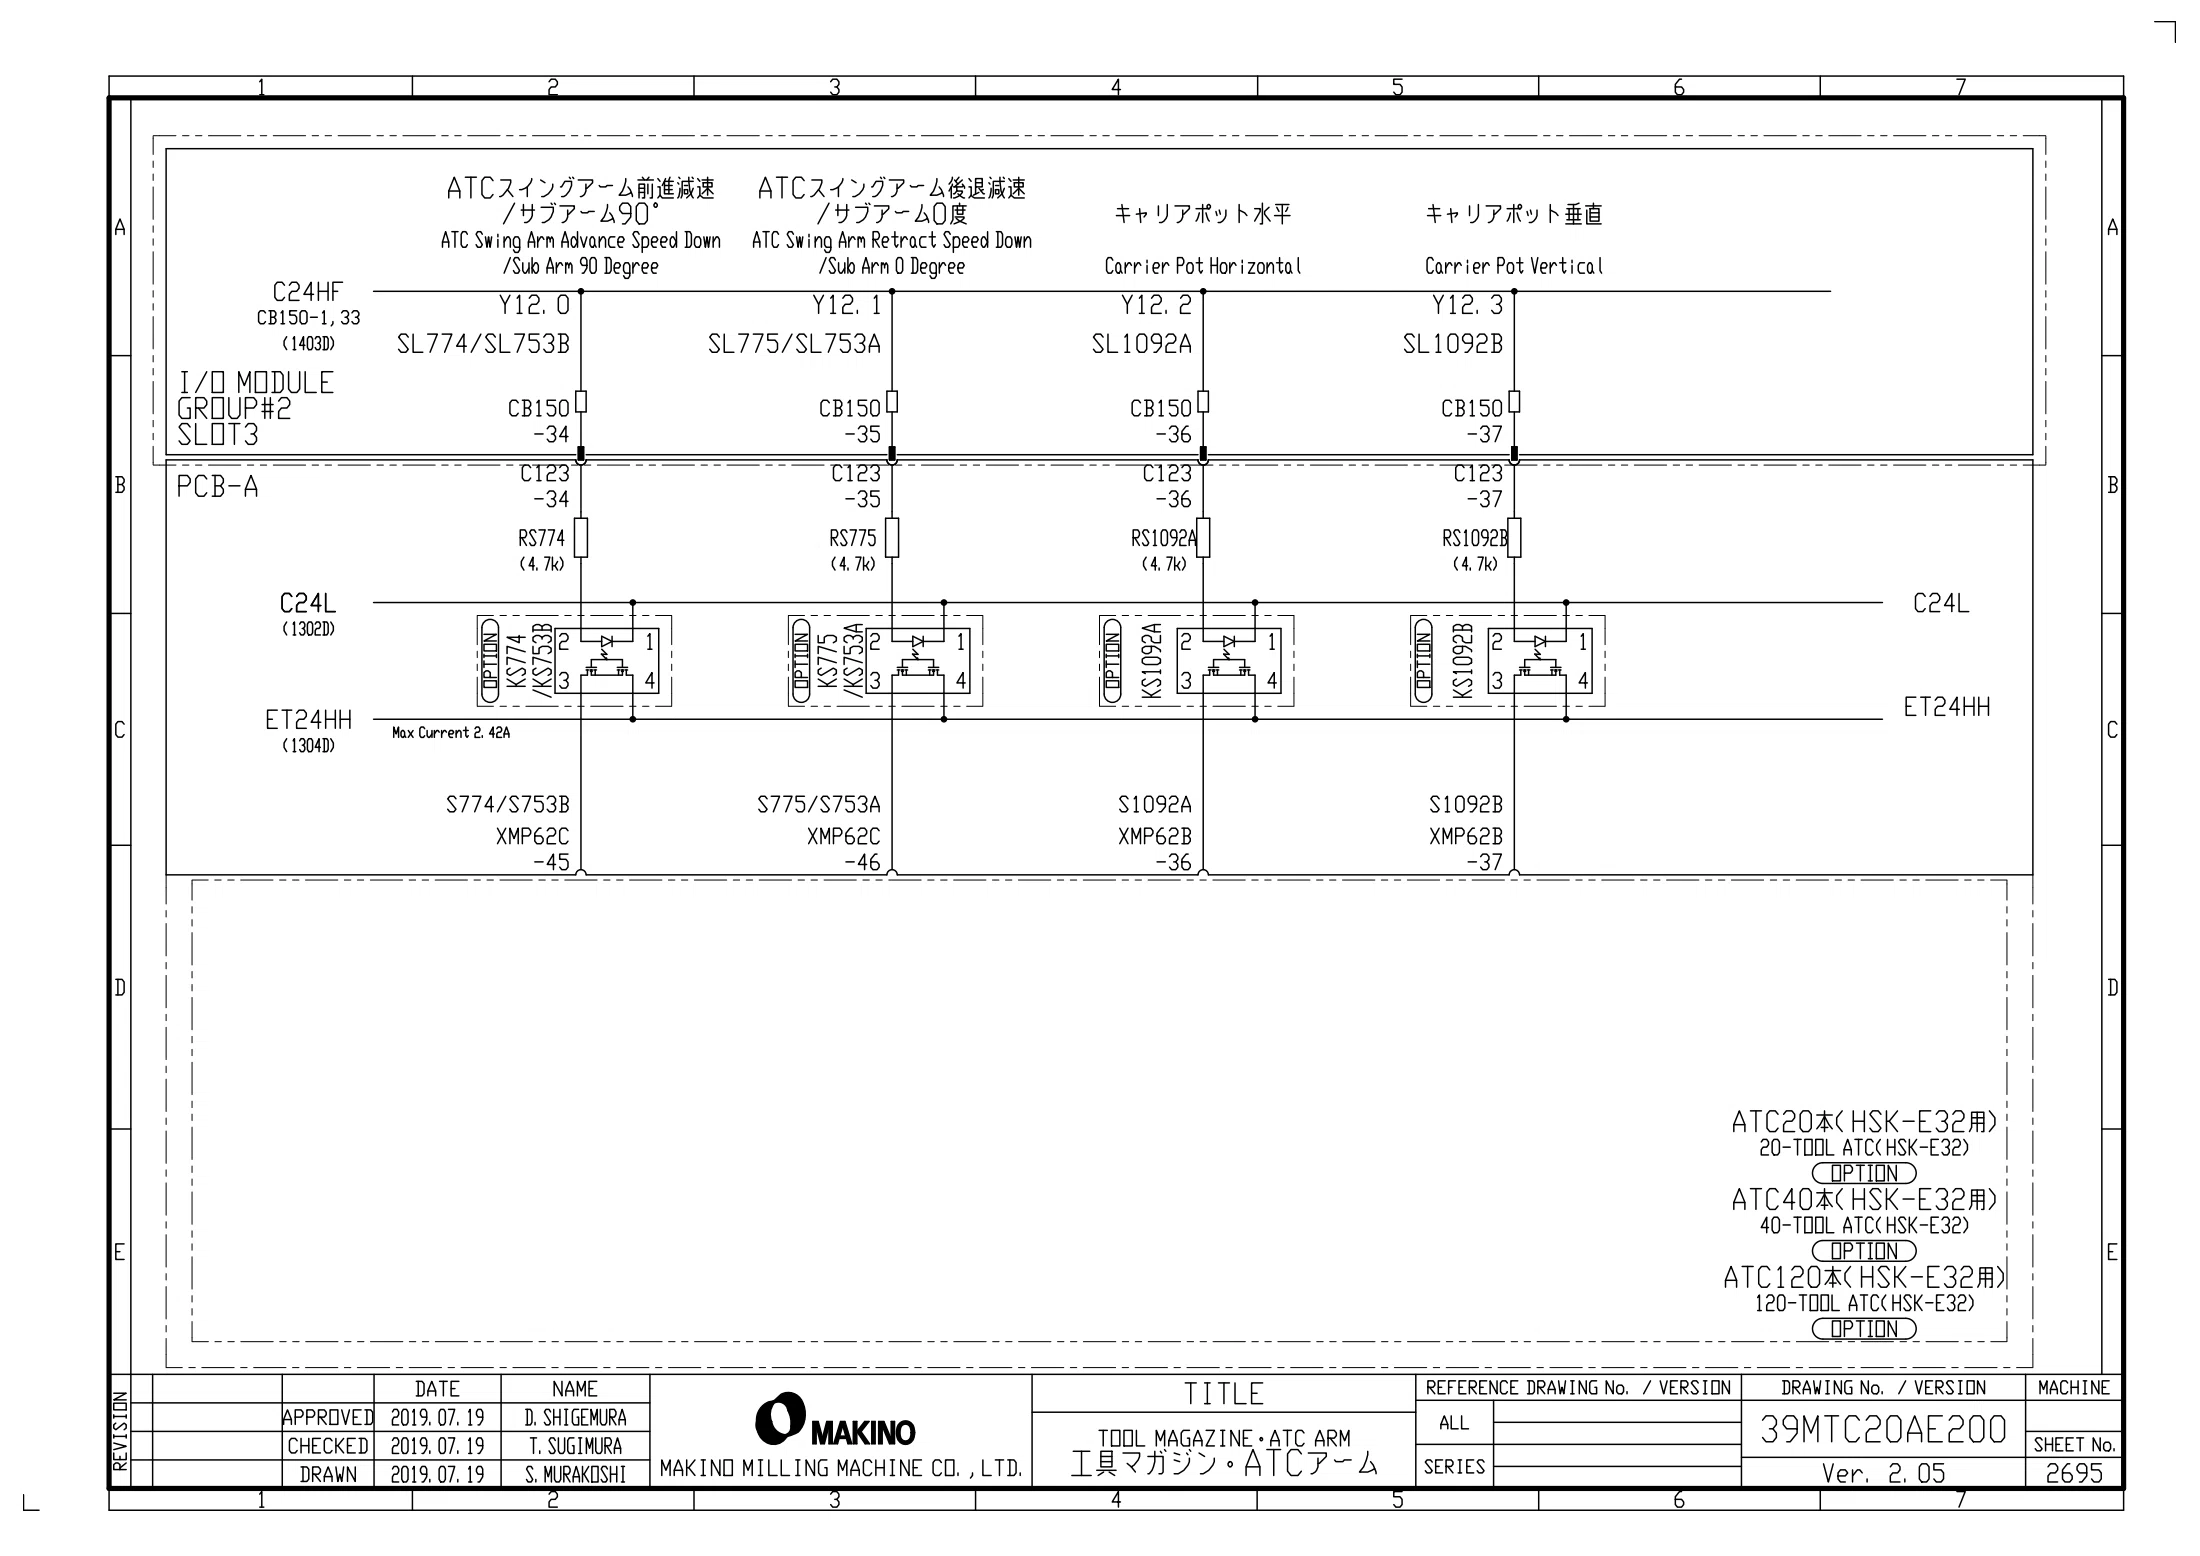 1 2 3 4 5 6 7
A A
B B
C C
D D
E E
ATCスイングアーム前進減速
/サブアーム90°
ATC Swing Arm Advance Speed Down
/Sub Arm 90 Degree
ATCスイングアーム後退減速
/サブアーム0度
ATC Swing Arm Retract Speed Down
/Sub Arm 0 Degree
キャリアポット水平
Carrier Pot Horizontal
キャリアポット垂直
Carrier Pot Vertical
C24HF
CB150-1,33
(1403D)
Y12.0
SL774/SL753B
Y12.1
SL775/SL753A
Y12.2
SL1092A
Y12.3
SL1092B
I/O MODULE
GROUP#2
SLOT3
CB150
-34
CB150
-35
CB150
-36
CB150
-37
PCB-A
C123
-34
C123
-35
C123
-36
C123
-37
RS774
(4.7k)
RS775
(4.7k)
RS1092A
(4.7k)
RS1092B
(4.7k)
C24L
(1302D)
C24L
OPTION
KS774
/KS753B
2 1
3 4
OPTION
KS775
/KS753A
2 1
3 4
OPTION
KS1092A
2 1
3 4
OPTION
KS1092B
2 1
3 4
ET24HH
(1304D)
Max Current 2.42A
ET24HH
S774/S753B
XMP62C
-45
S775/S753A
XMP62C
-46
S1092A
XMP62B
-36
S1092B
XMP62B
-37
ATC20本(HSK-E32用)
20-TOOL ATC(HSK-E32)
OPTION
ATC40本(HSK-E32用)
40-TOOL ATC(HSK-E32)
OPTION
ATC120本(HSK-E32用)
120-TOOL ATC(HSK-E32)
OPTION
REVISION
DATE NAME
APPROVED 2019.07.19 D.SHIGEMURA
CHECKED 2019.07.19 T.SUGIMURA
DRAWN 2019.07.19 S.MURAKOSHI
MAKINO
MAKINO MILLING MACHINE CO.,LTD.
TITLE
TOOL MAGAZINE・ATC ARM
工具マガジン・ATCアーム
REFERENCE DRAWING No. / VERSION
ALL
SERIES
DRAWING No. / VERSION
39MTC20AE200
Ver. 2.05
MACHINE
SHEET No.
2695
1 2 3 4 5 6 7